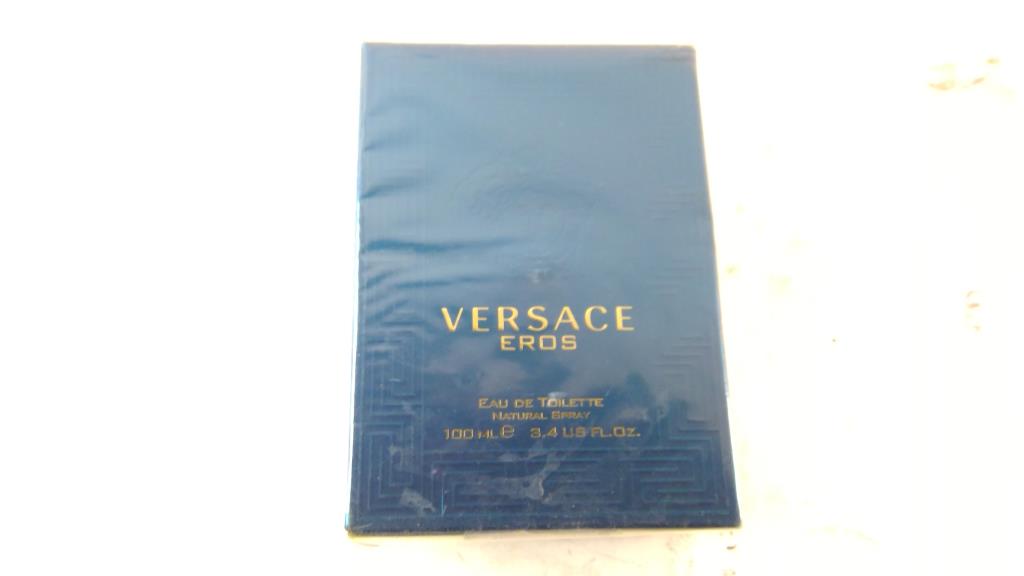 VERSACE
EROS
EAU DE TOILETTE
NATURAL SPRAY
100 ML e 3.4 US FL.OZ.